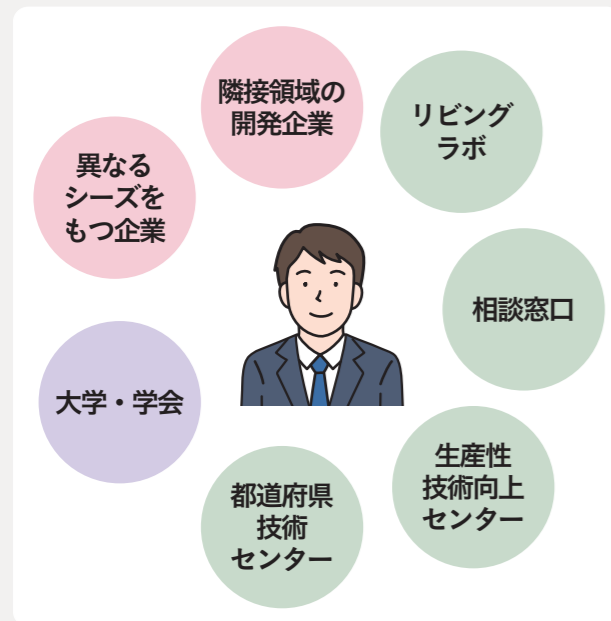 隣接領域の
開発企業
リビング
ラボ
異なる
シーズを
もつ企業
相談窓口
大学・学会
生産性
技術向上
センター
都道府県
技術
センター